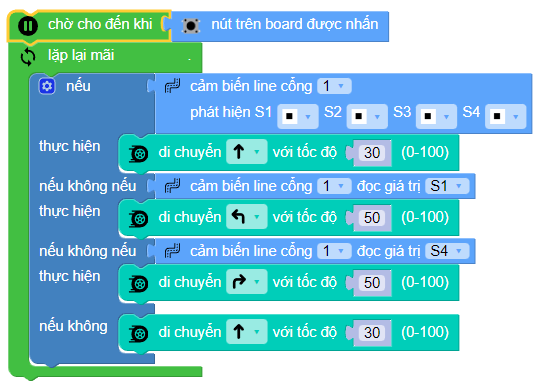 chờ cho đến khi nút trên board được nhấn
lặp lại mãi .
nếu cảm biến line cổng 1
phát hiện S1 S2 S3 S4
thực hiện di chuyển với tốc độ 30 (0-100)
nếu không nếu cảm biến line cổng 1 đọc giá trị S1
thực hiện di chuyển với tốc độ 50 (0-100)
nếu không nếu cảm biến line cổng 1 đọc giá trị S4
thực hiện di chuyển với tốc độ 50 (0-100)
nếu không di chuyển với tốc độ 30 (0-100)